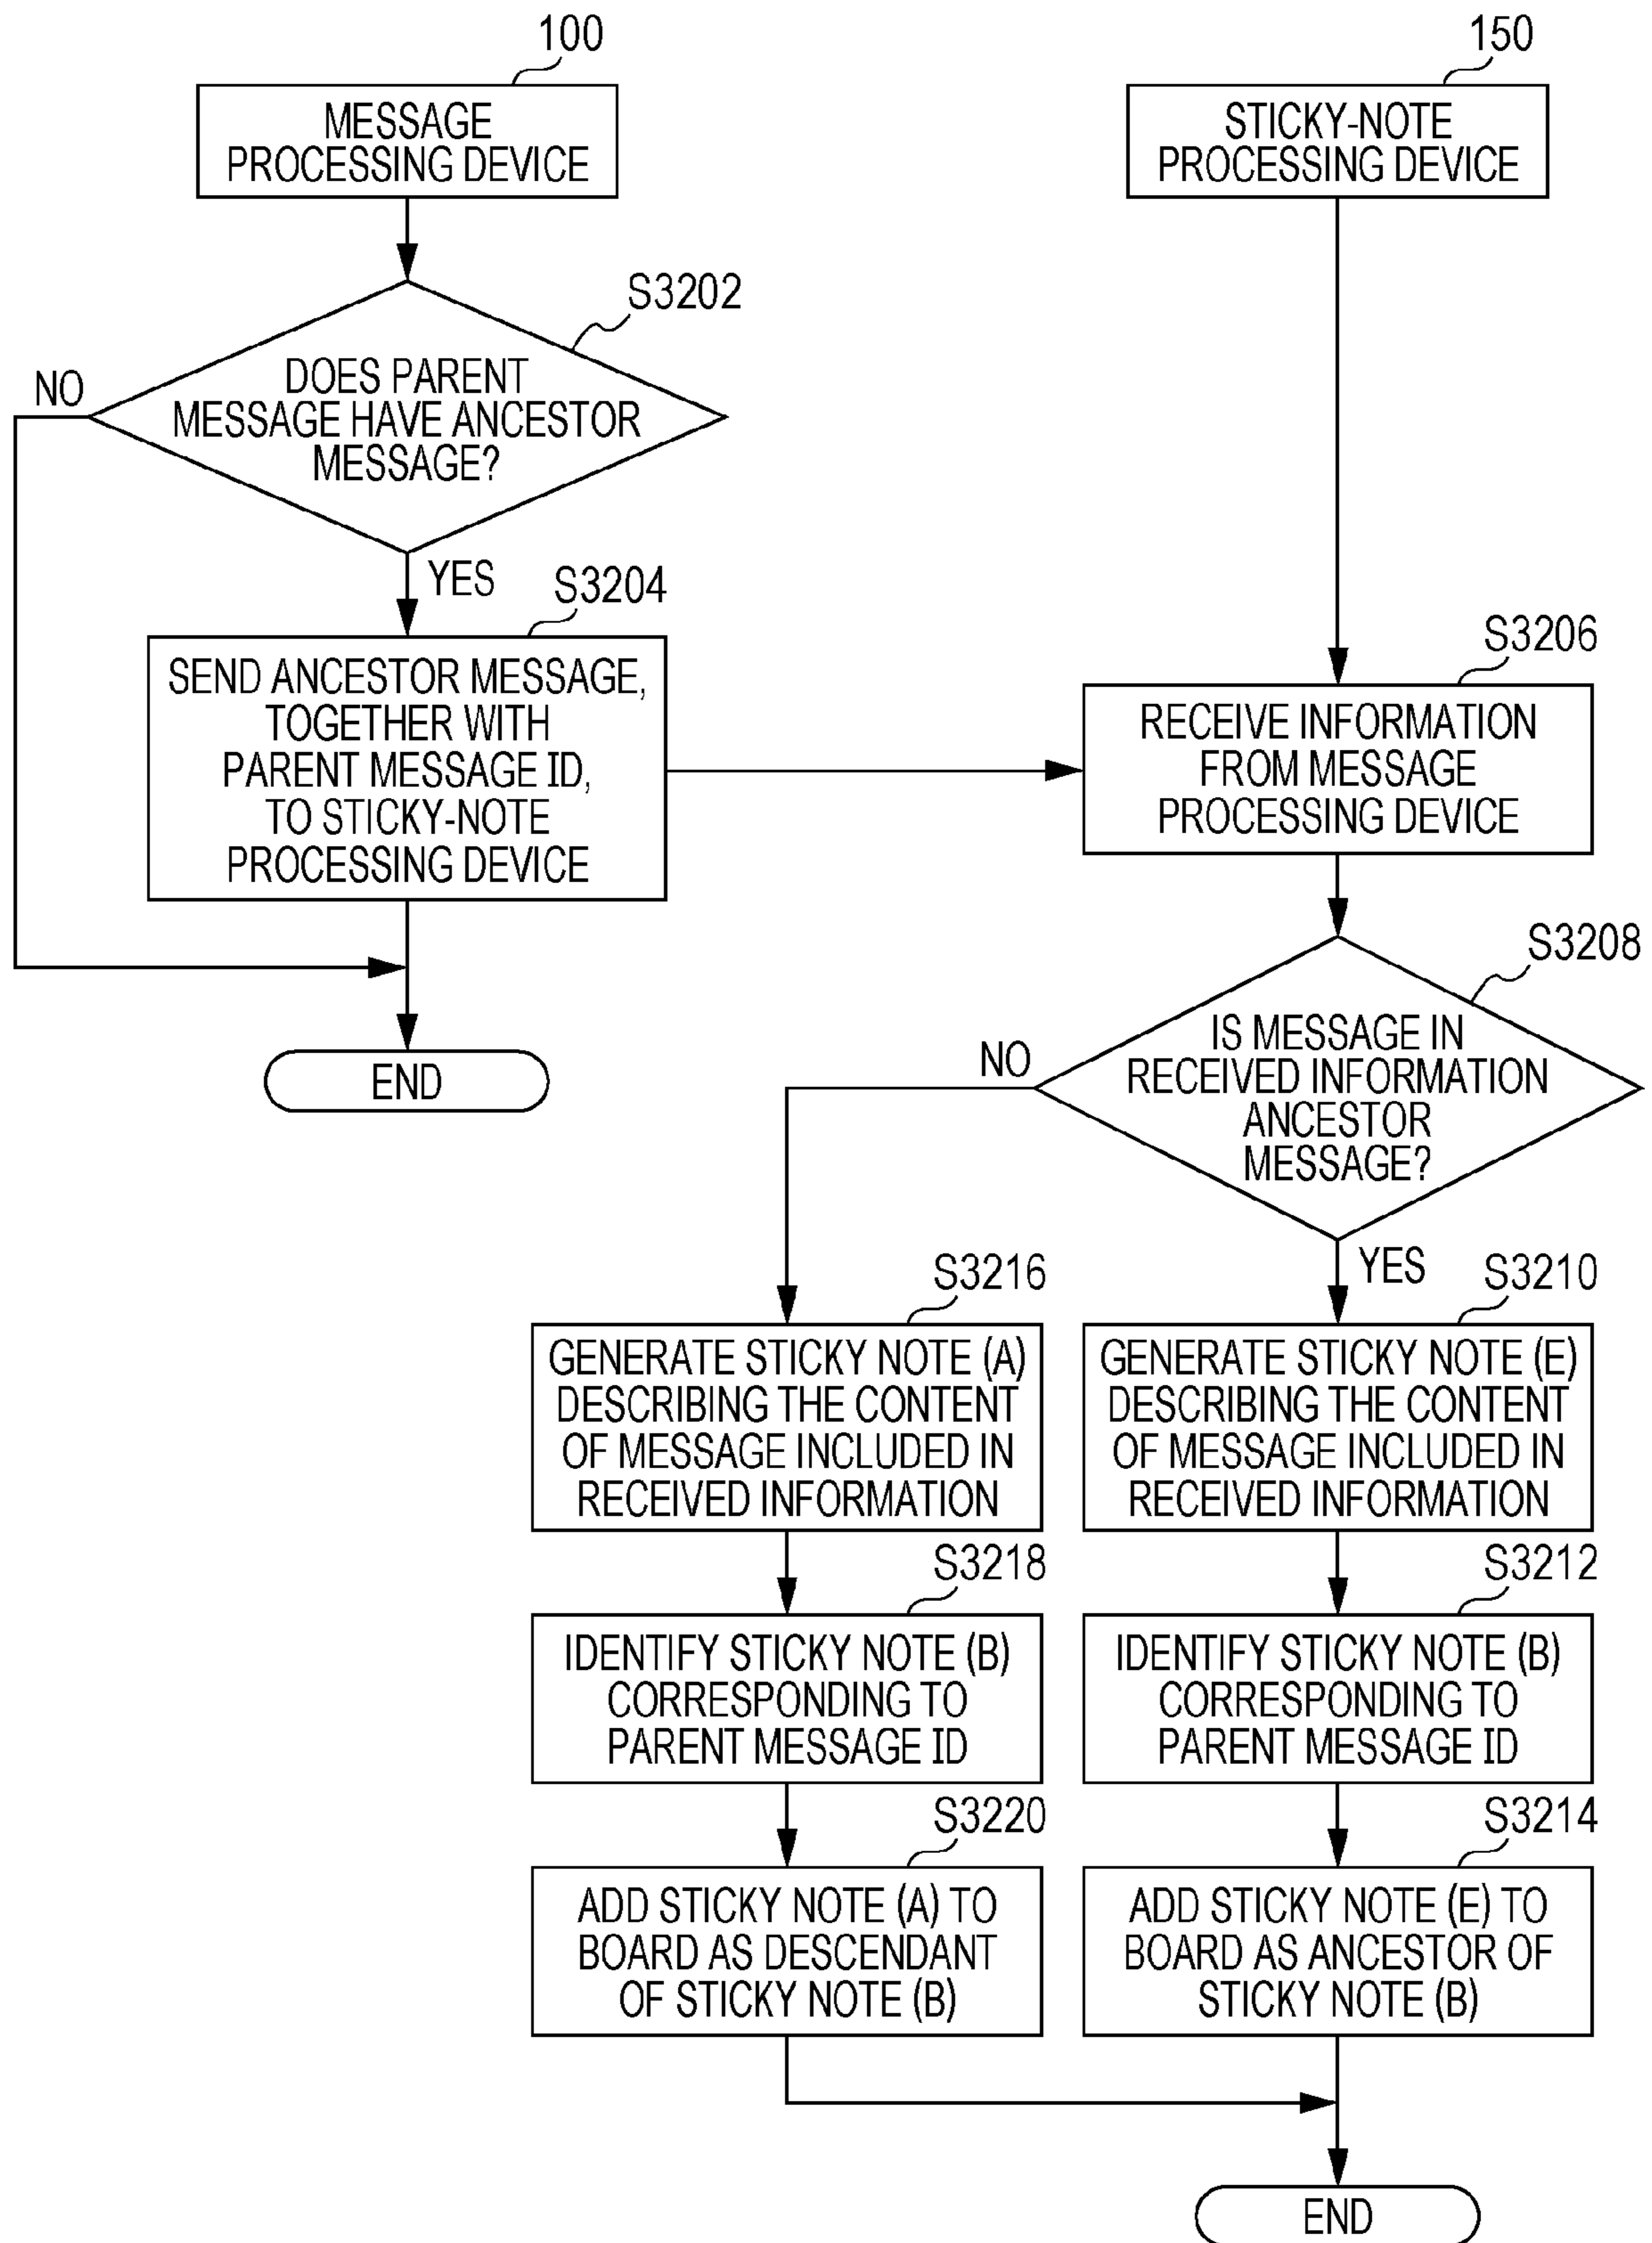 100
MESSAGE
PROCESSING DEVICE
150
STICKY-NOTE
PROCESSING DEVICE
S3202
DOES PARENT
MESSAGE HAVE ANCESTOR
MESSAGE?
NO
YES
S3204
SEND ANCESTOR MESSAGE,
TOGETHER WITH
PARENT MESSAGE ID,
TO STICKY-NOTE
PROCESSING DEVICE
END
S3206
RECEIVE INFORMATION
FROM MESSAGE
PROCESSING DEVICE
S3208
IS MESSAGE IN
RECEIVED INFORMATION
ANCESTOR
MESSAGE?
NO
YES
S3216
GENERATE STICKY NOTE (A)
DESCRIBING THE CONTENT
OF MESSAGE INCLUDED IN
RECEIVED INFORMATION
S3218
IDENTIFY STICKY NOTE (B)
CORRESPONDING TO
PARENT MESSAGE ID
S3220
ADD STICKY NOTE (A) TO
BOARD AS DESCENDANT
OF STICKY NOTE (B)
S3210
GENERATE STICKY NOTE (E)
DESCRIBING THE CONTENT
OF MESSAGE INCLUDED IN
RECEIVED INFORMATION
S3212
IDENTIFY STICKY NOTE (B)
CORRESPONDING TO
PARENT MESSAGE ID
S3214
ADD STICKY NOTE (E) TO
BOARD AS ANCESTOR OF
STICKY NOTE (B)
END